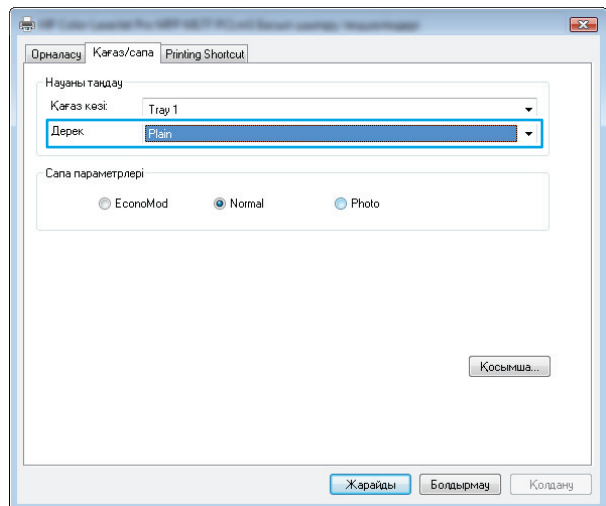 Орналасу Қағаз/сапа Printing Shortcut
Науаны таңдау
Қағаз көзі: Tray 1
Дерек Plain
Сапа параметрлері
EconoMod Normal Photo
Қосымша...
Жарайды Болдырмау Қолдану